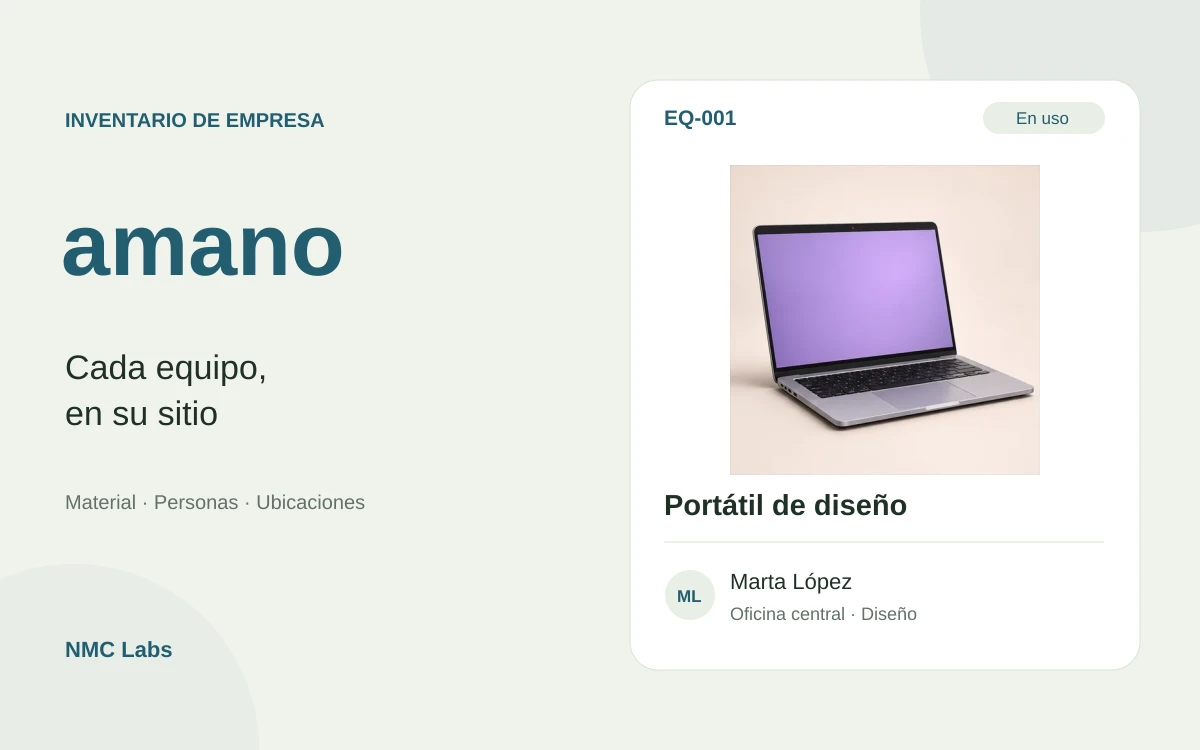 INVENTARIO DE EMPRESA
amano
Cada equipo,
en su sitio
Material · Personas · Ubicaciones
NMC Labs
EQ-001
En uso
Portátil de diseño
ML
Marta López
Oficina central · Diseño